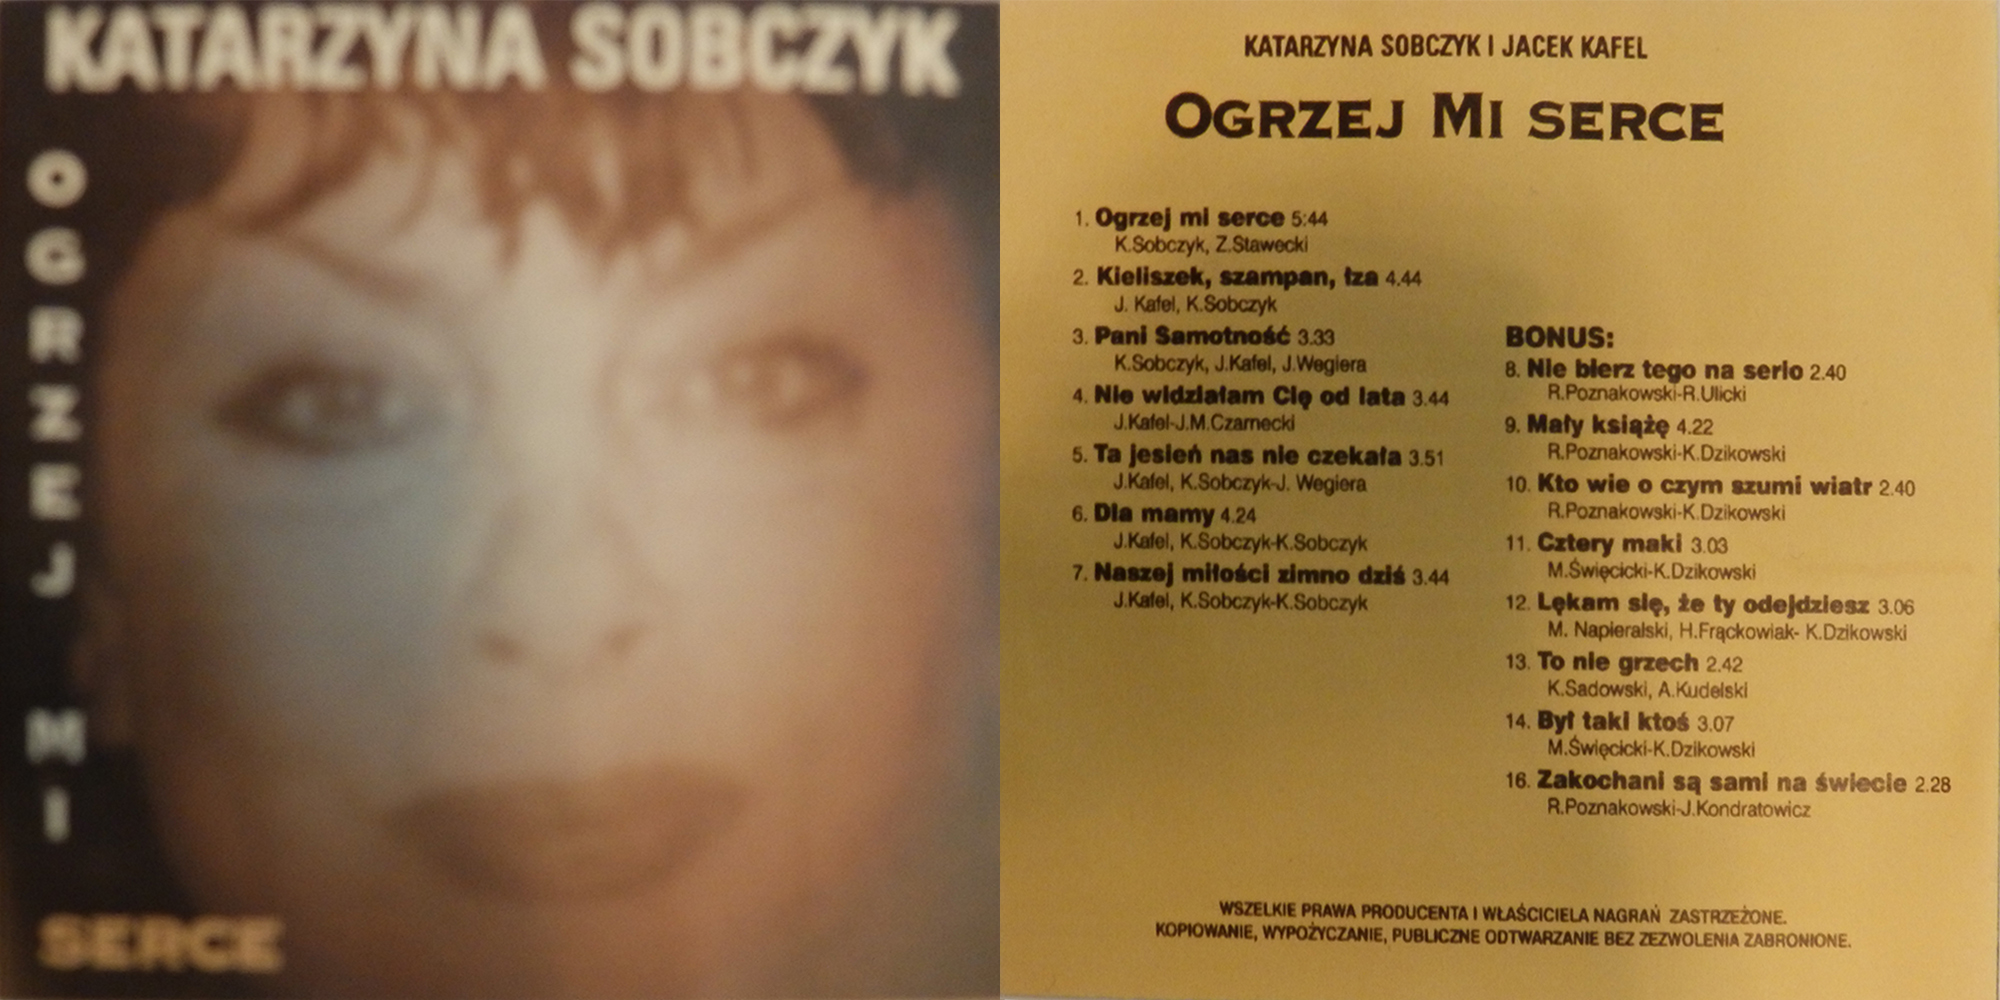 KATARZYNA SOBCZYK
OGRZEJ
MI
SERCE
KATARZYNA SOBCZYK I JACEK KAFEL
OGRZEJ MI SERCE
1. Ogrzej mi serce 5:44
K.Sobczyk, Z.Stawecki
2. Kieliszek, szampan, łza 4.44
J. Kafel, K.Sobczyk
3. Pani Samotność 3.33
K.Sobczyk, J.Kafel, J.Wegiera
4. Nie widziałam Cię od lata 3.44
J.Kafel-J.M.Czarnecki
5. Ta jesień nas nie czekała 3.51
J.Kafel, K.Sobczyk-J. Wegiera
6. Dla mamy 4.24
J.Kafel, K.Sobczyk-K.Sobczyk
7. Naszej miłości zimno dziś 3.44
J.Kafel, K.Sobczyk-K.Sobczyk
BONUS:
8. Nie bierz tego na serio 2.40
R.Poznakowski-R.Ulicki
9. Mały książę 4.22
R.Poznakowski-K.Dzikowski
10. Kto wie o czym szumi wiatr 2.40
R.Poznakowski-K.Dzikowski
11. Cztery maki 3.03
M.Święcicki-K.Dzikowski
12. Lękam się, że ty odejdziesz 3.06
M. Napieralski, H.Frąckowiak- K.Dzikowski
13. To nie grzech 2.42
K.Sadowski, A.Kudelski
14. Był taki ktoś 3.07
M.Święcicki-K.Dzikowski
16. Zakochani są sami na świecie 2.28
R.Poznakowski-J.Kondratowicz
WSZELKIE PRAWA PRODUCENTA I WŁAŚCICIELA NAGRAŃ ZASTRZEŻONE.
KOPIOWANIE, WYPOŻYCZANIE, PUBLICZNE ODTWARZANIE BEZ ZEZWOLENIA ZABRONIONE.